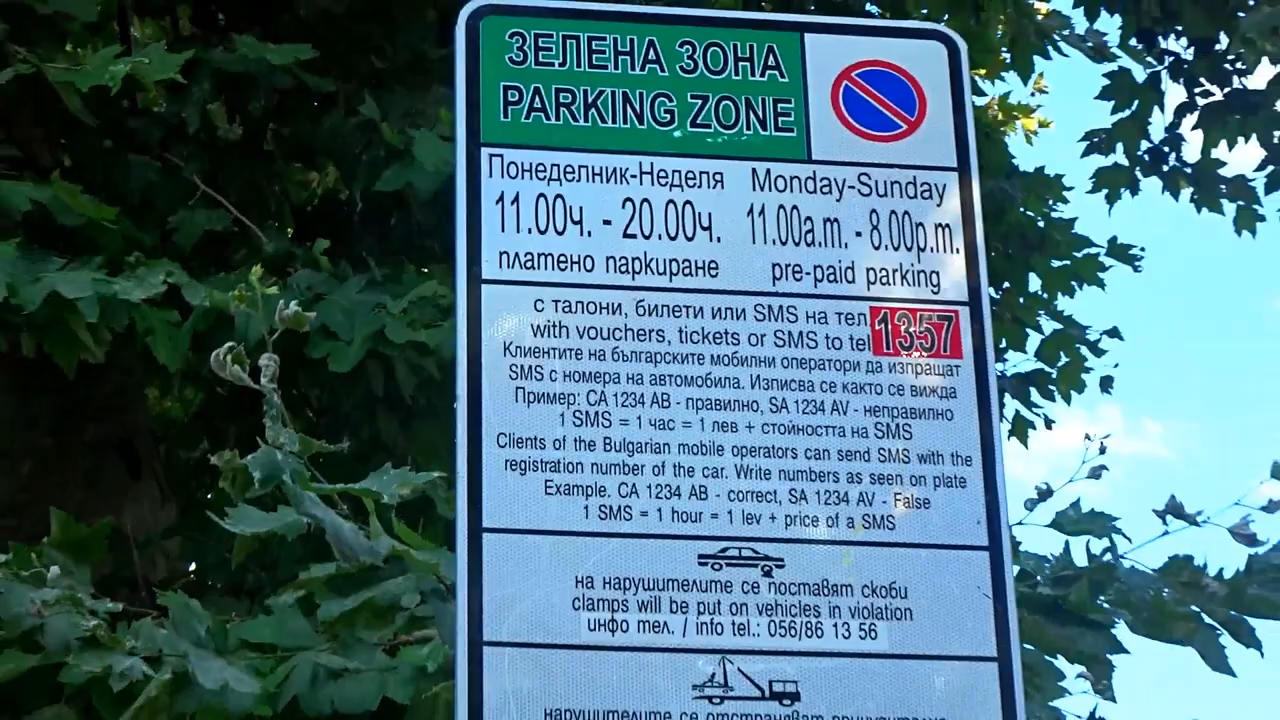 ЗЕЛЕНА ЗОНА
PARKING ZONE
Понеделник-Неделя
11.00ч. - 20.00ч.
платено паркиране
Monday-Sunday
11.00a.m. - 8.00p.m.
pre-paid parking
с талони, билети или SMS на тел
with vouchers, tickets or SMS to tel
1357
Клиентите на българските мобилни оператори да изпращат
SMS с номера на автомобила. Изписва се както се вижда
Пример: CA 1234 AB - правилно, SA 1234 AV - неправилно
1 SMS = 1 час = 1 лев + стойността на SMS
Clients of the Bulgarian mobile operators can send SMS with the
registration number of the car. Write numbers as seen on plate
Example. CA 1234 AB - correct, SA 1234 AV - False
1 SMS = 1 hour = 1 lev + price of a SMS
на нарушителите се поставят скоби
clamps will be put on vehicles in violation
инфо тел. / info tel.: 056/86 13 56
нарушителите се отстраняват принудително